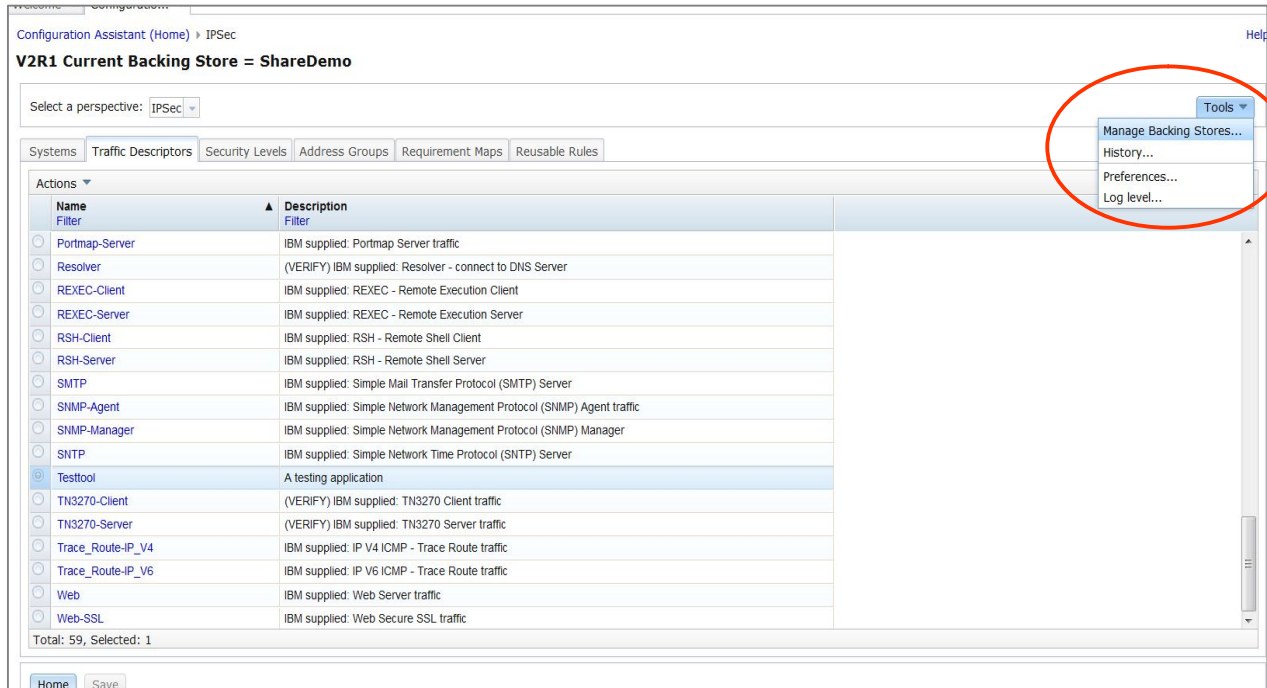 Configuration Assistant (Home) IPSec Help
V2R1 Current Backing Store = ShareDemo
Select a perspective: IPSec
Tools
Manage Backing Stores...
History...
Preferences...
Log level...
Systems Traffic Descriptors Security Levels Address Groups Requirement Maps Reusable Rules
Actions
Name Description
Filter Filter
Portmap-Server IBM supplied: Portmap Server traffic
Resolver (VERIFY) IBM supplied: Resolver - connect to DNS Server
REXEC-Client IBM supplied: REXEC - Remote Execution Client
REXEC-Server IBM supplied: REXEC - Remote Execution Server
RSH-Client IBM supplied: RSH - Remote Shell Client
RSH-Server IBM supplied: RSH - Remote Shell Server
SMTP IBM supplied: Simple Mail Transfer Protocol (SMTP) Server
SNMP-Agent IBM supplied: Simple Network Management Protocol (SNMP) Agent traffic
SNMP-Manager IBM supplied: Simple Network Management Protocol (SNMP) Manager
SNTP IBM supplied: Simple Network Time Protocol (SNTP) Server
Testtool A testing application
TN3270-Client (VERIFY) IBM supplied: TN3270 Client traffic
TN3270-Server (VERIFY) IBM supplied: TN3270 Server traffic
Trace_Route-IP_V4 IBM supplied: IP V4 ICMP - Trace Route traffic
Trace_Route-IP_V6 IBM supplied: IP V6 ICMP - Trace Route traffic
Web IBM supplied: Web Server traffic
Web-SSL IBM supplied: Web Secure SSL traffic
Total: 59, Selected: 1
Home Save